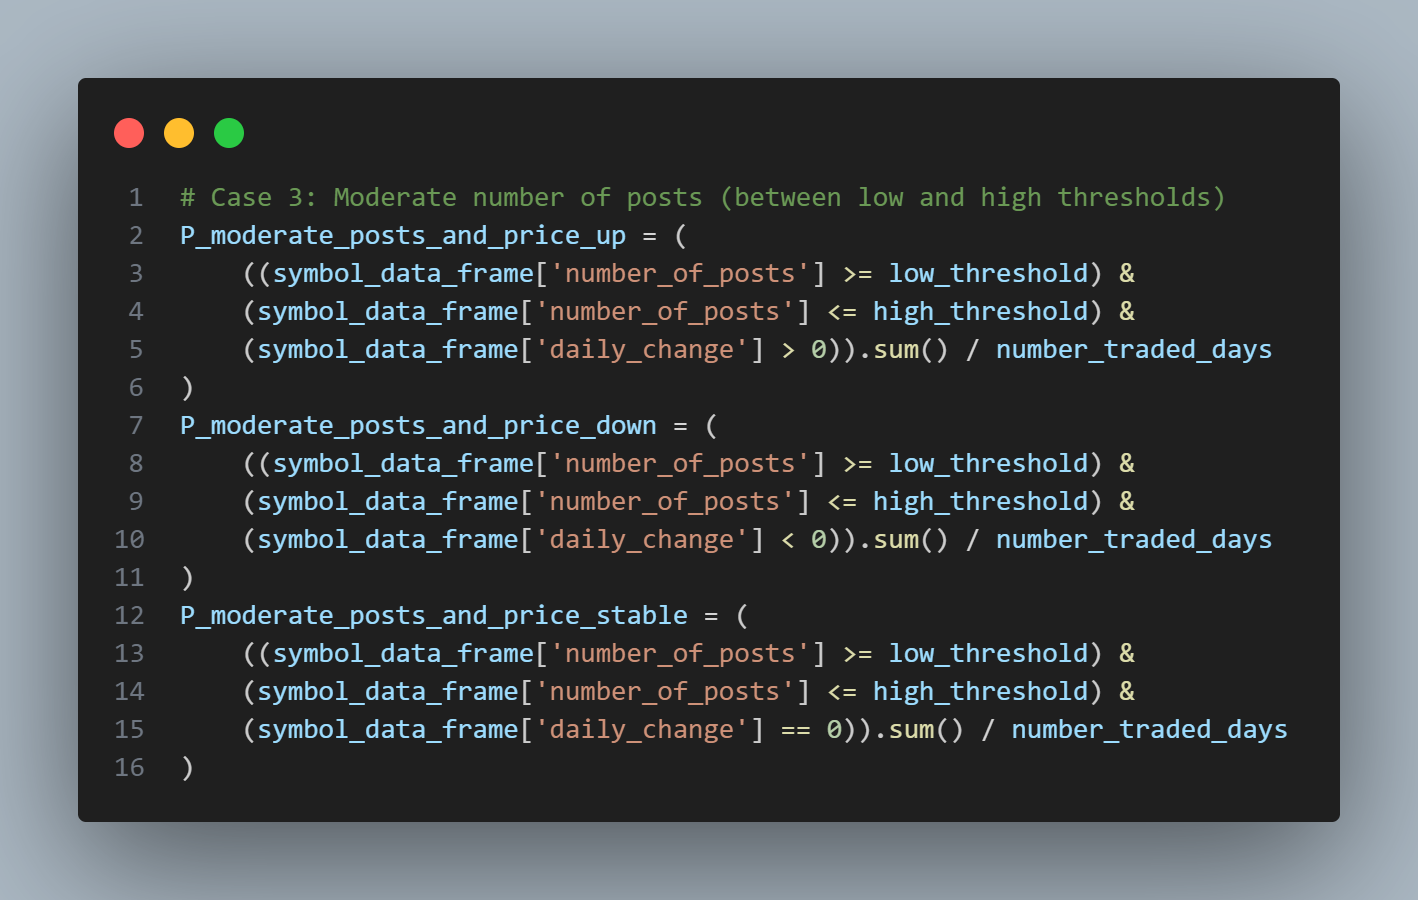 1 # Case 3: Moderate number of posts (between low and high thresholds)
2 P_moderate_posts_and_price_up = (
3     ((symbol_data_frame['number_of_posts'] >= low_threshold) &
4     (symbol_data_frame['number_of_posts'] <= high_threshold) &
5     (symbol_data_frame['daily_change'] > 0)).sum() / number_traded_days
6 )
7 P_moderate_posts_and_price_down = (
8     ((symbol_data_frame['number_of_posts'] >= low_threshold) &
9     (symbol_data_frame['number_of_posts'] <= high_threshold) &
10     (symbol_data_frame['daily_change'] < 0)).sum() / number_traded_days
11 )
12 P_moderate_posts_and_price_stable = (
13     ((symbol_data_frame['number_of_posts'] >= low_threshold) &
14     (symbol_data_frame['number_of_posts'] <= high_threshold) &
15     (symbol_data_frame['daily_change'] == 0)).sum() / number_traded_days
16 )